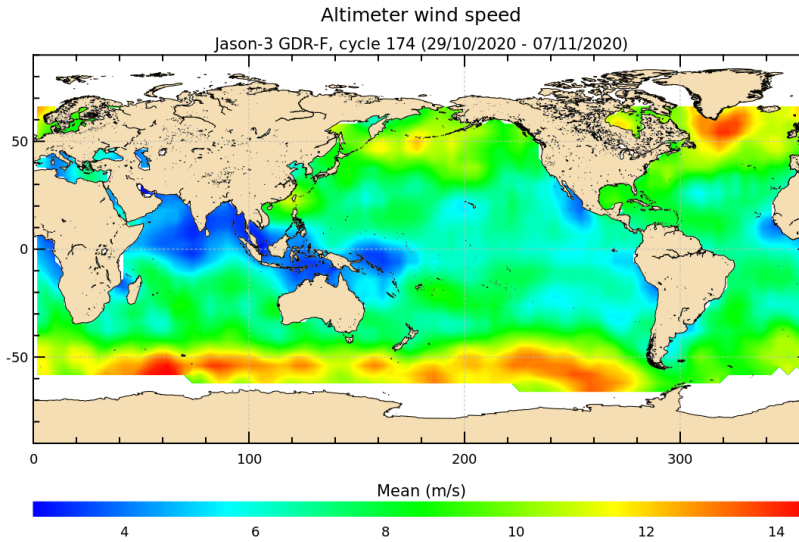 Altimeter wind speed
Jason-3 GDR-F, cycle 174 (29/10/2020 - 07/11/2020)
50
0
-50
0 100 200 300
Mean (m/s)
4 6 8 10 12 14